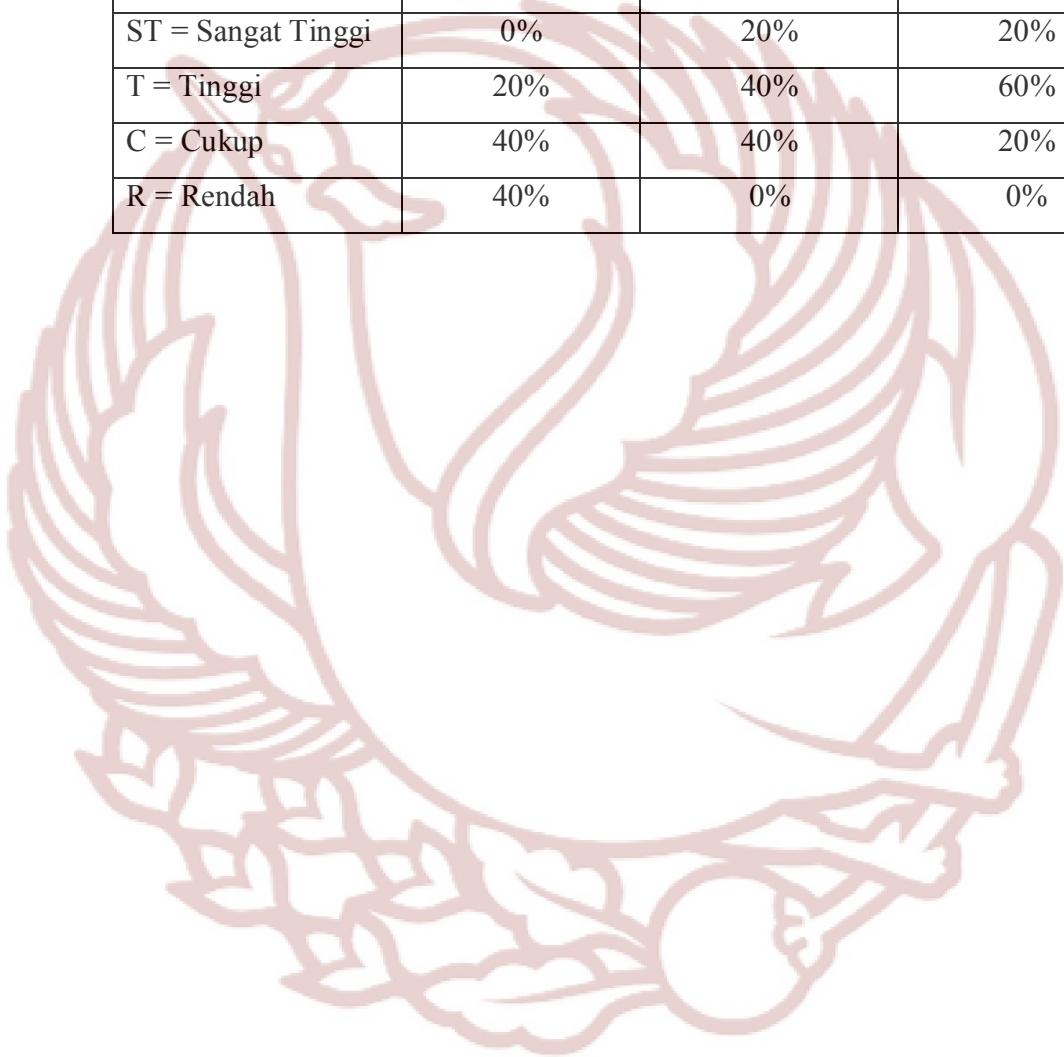 ST = Sangat Tinggi 0% 20% 20%
T = Tinggi 20% 40% 60%
C = Cukup 40% 40% 20%
R = Rendah 40% 0% 0%